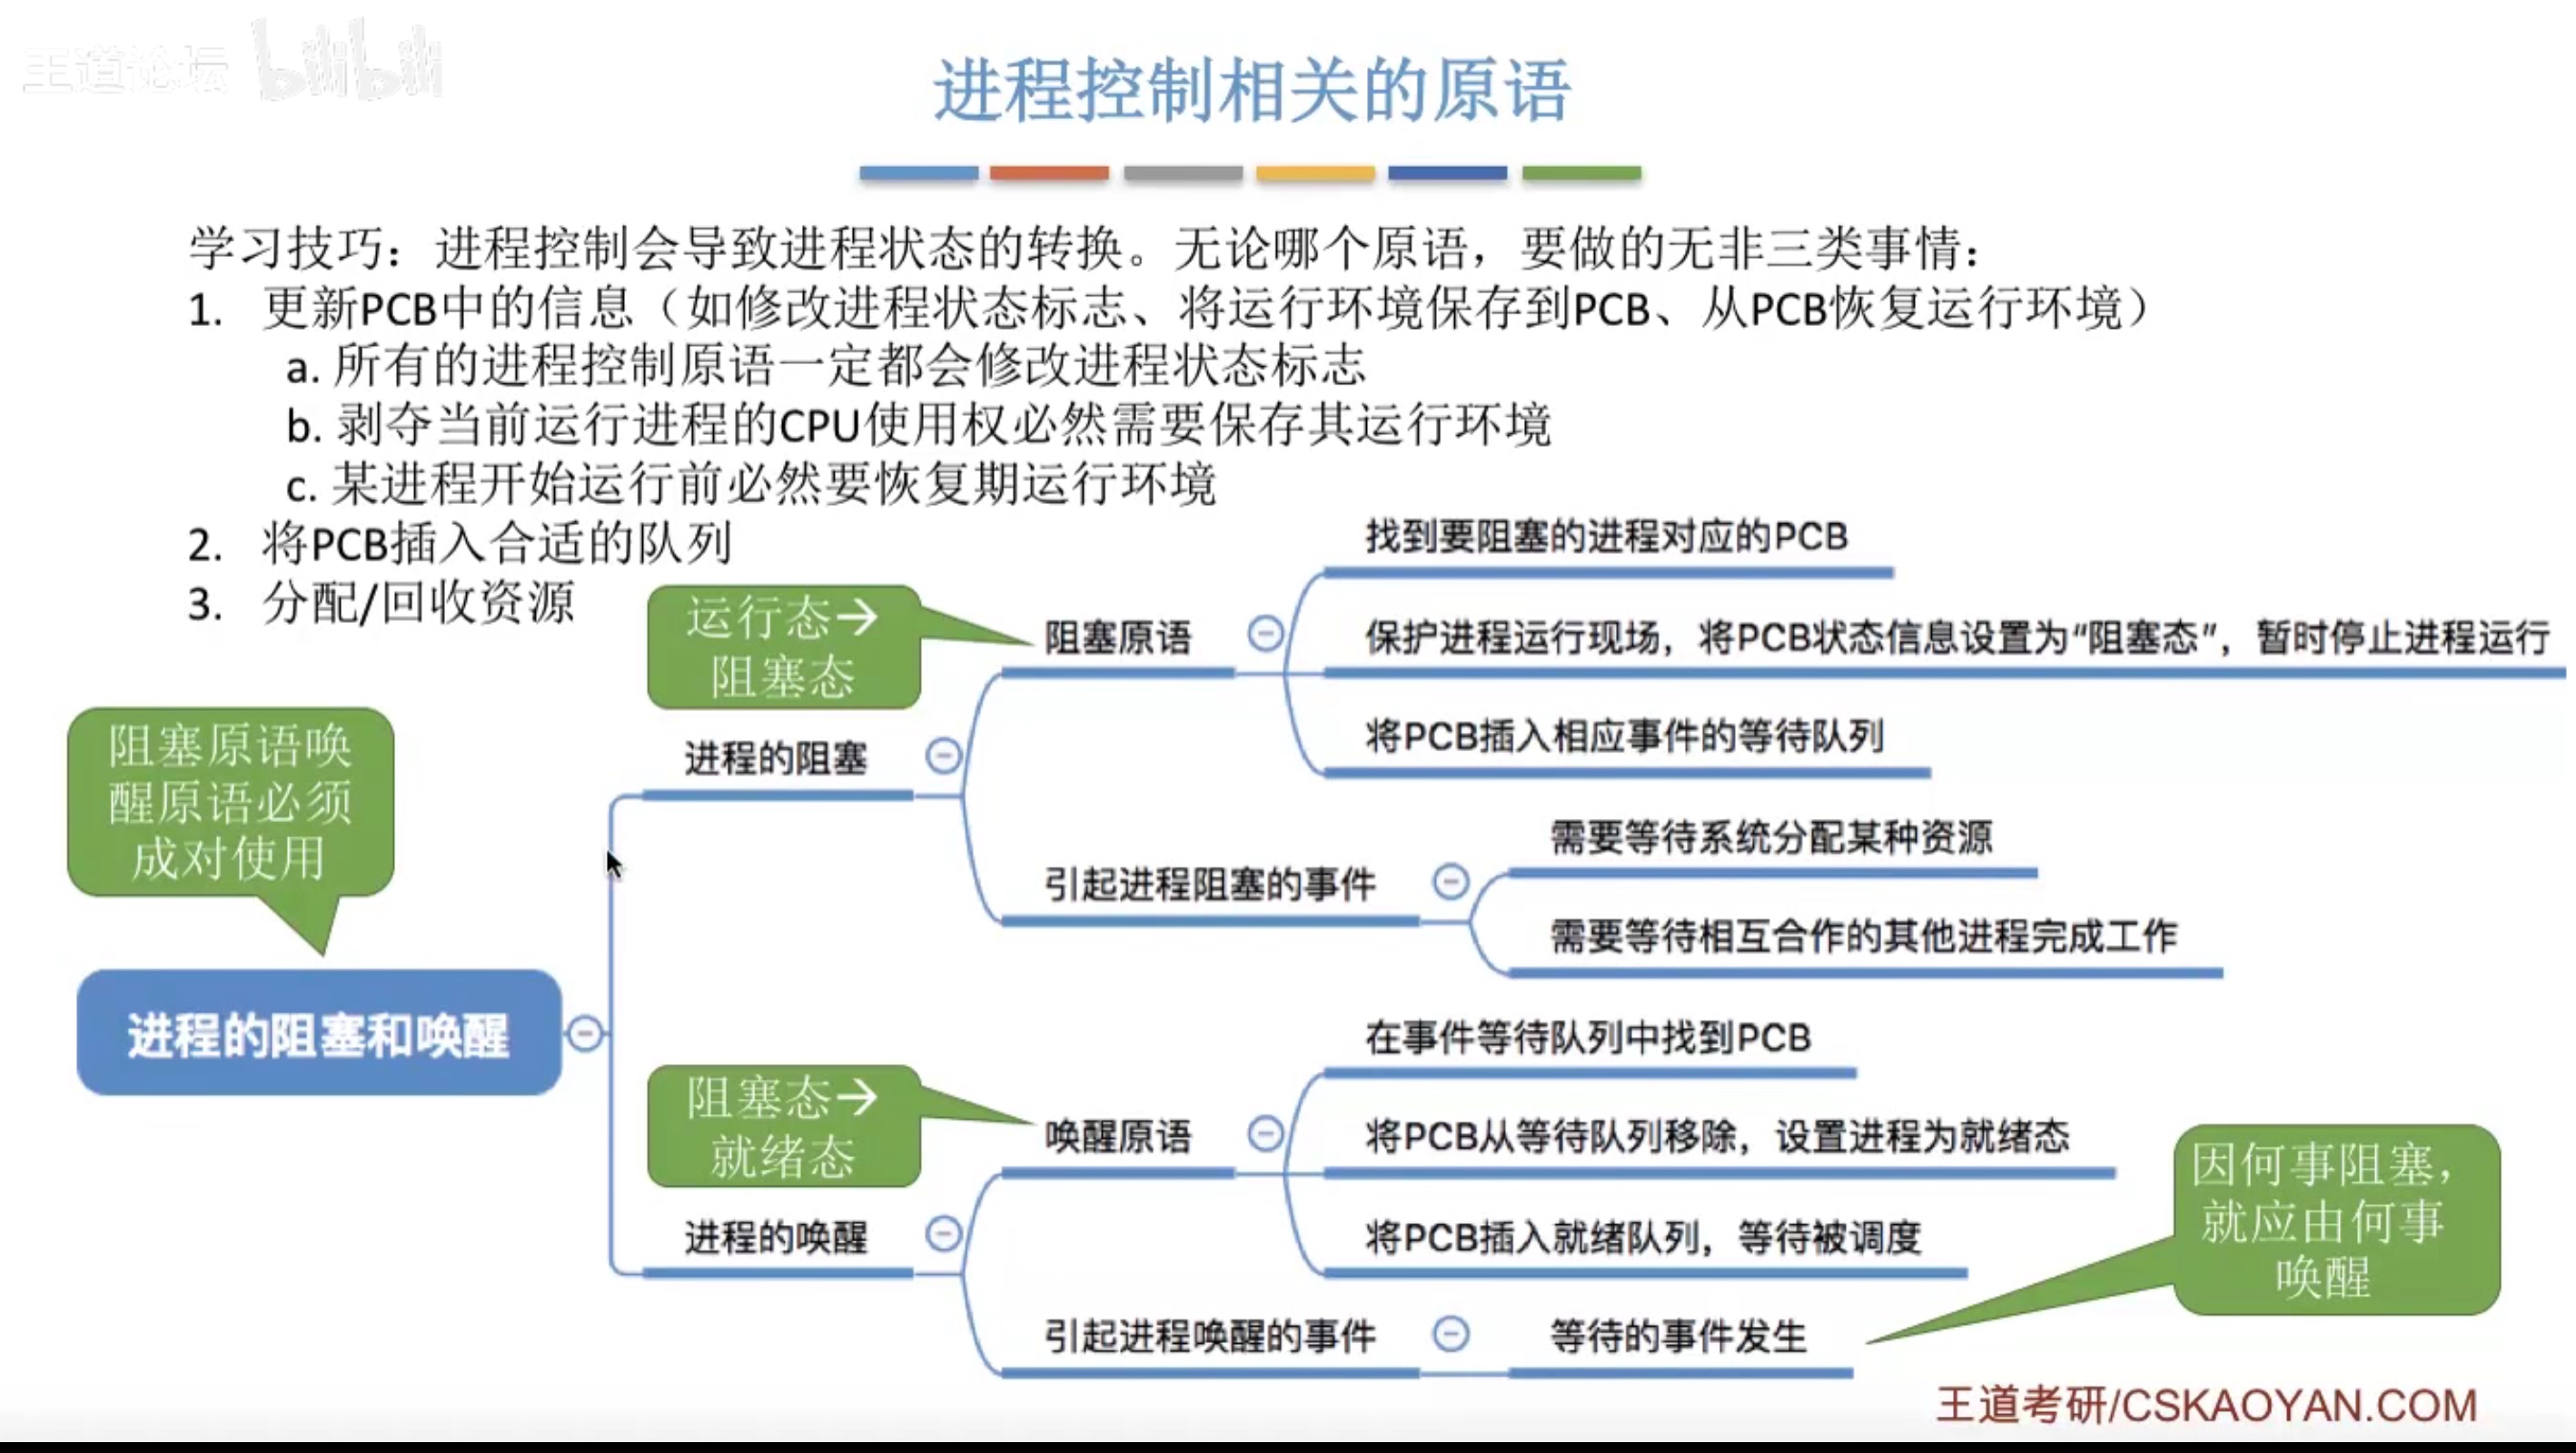 王道论坛 bilibili
进程控制相关的原语
学习技巧：进程控制会导致进程状态的转换。无论哪个原语，要做的无非三类事情：
1. 更新PCB中的信息（如修改进程状态标志、将运行环境保存到PCB、从PCB恢复运行环境）
a. 所有的进程控制原语一定都会修改进程状态标志
b. 剥夺当前运行进程的CPU使用权必然需要保存其运行环境
c. 某进程开始运行前必然要恢复期运行环境
2. 将PCB插入合适的队列
3. 分配/回收资源
阻塞原语唤
醒原语必须
成对使用
进程的阻塞和唤醒
进程的阻塞
运行态→
阻塞态
阻塞原语
找到要阻塞的进程对应的PCB
保护进程运行现场，将PCB状态信息设置为“阻塞态”，暂时停止进程运行
将PCB插入相应事件的等待队列
引起进程阻塞的事件
需要等待系统分配某种资源
需要等待相互合作的其他进程完成工作
进程的唤醒
阻塞态→
就绪态
唤醒原语
在事件等待队列中找到PCB
将PCB从等待队列移除，设置进程为就绪态
将PCB插入就绪队列，等待被调度
引起进程唤醒的事件
等待的事件发生
因何事阻塞，
就应由何事
唤醒
王道考研/CSKAOYAN.COM